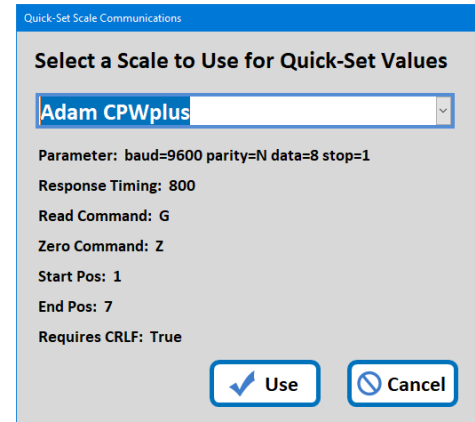 Quick-Set Scale Communications
Select a Scale to Use for Quick-Set Values
Adam CPWplus
Parameter: baud=9600 parity=N data=8 stop=1
Response Timing: 800
Read Command: G
Zero Command: Z
Start Pos: 1
End Pos: 7
Requires CRLF: True
Use
Cancel